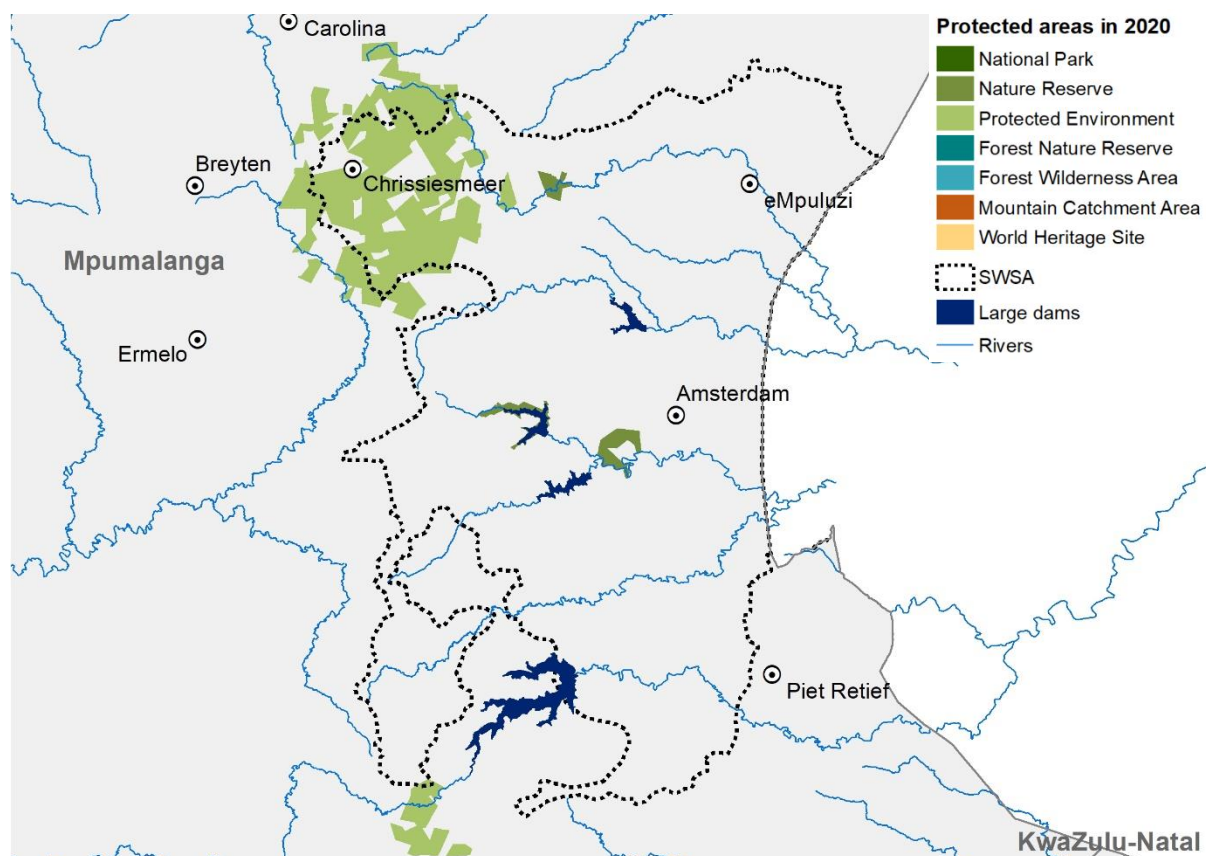 Carolina
Breyten
Chrissiesmeer
eMpuluzi
Mpumalanga
Ermelo
Amsterdam
Piet Retief
KwaZulu-Natal
Protected areas in 2020
National Park
Nature Reserve
Protected Environment
Forest Nature Reserve
Forest Wilderness Area
Mountain Catchment Area
World Heritage Site
SWSA
Large dams
Rivers